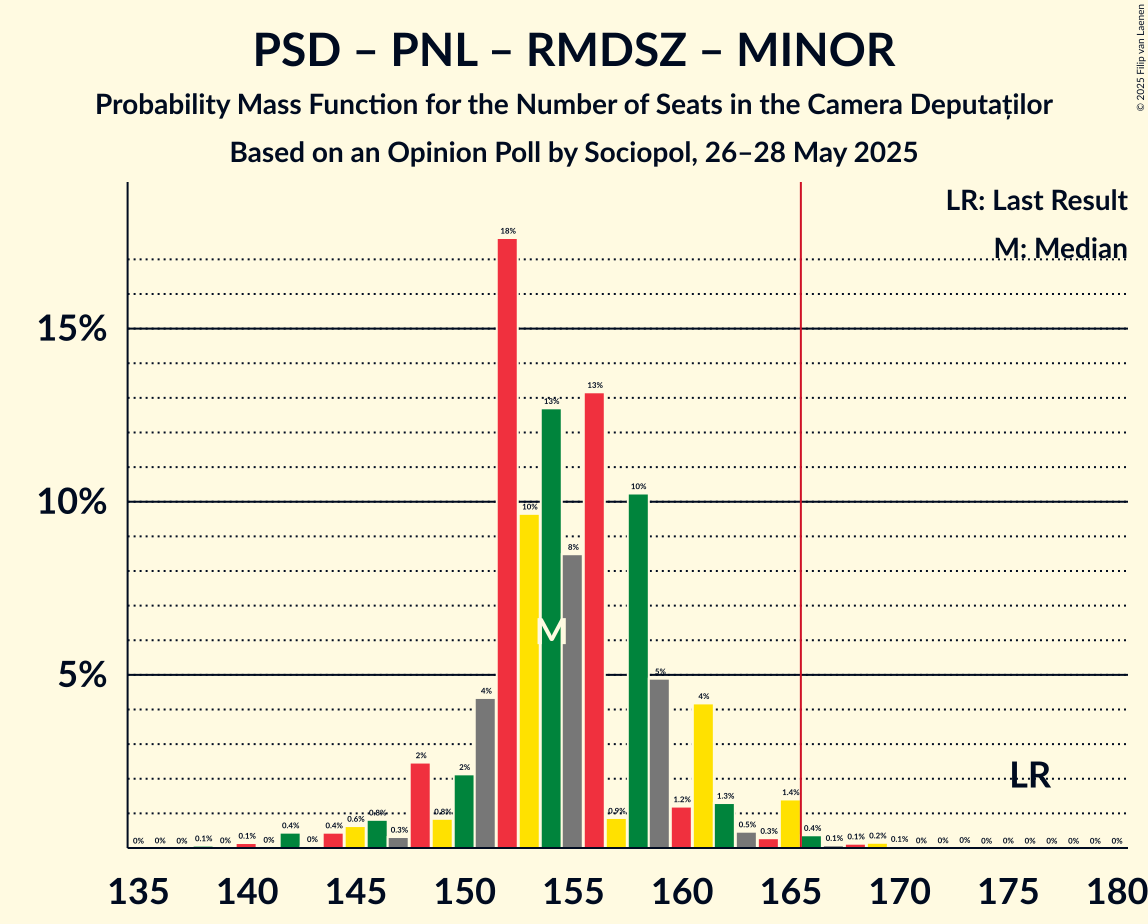 PSD – PNL – RMDSZ – MINOR
Probability Mass Function for the Number of Seats in the Camera Deputaților
Based on an Opinion Poll by Sociopol, 26–28 May 2025
© 2025 Filip van Laenen
LR: Last Result
M: Median
15%
10%
5%
0% 0% 0% 0.1% 0% 0.1% 0% 0.4% 0% 0.4% 0.6% 0.8% 0.3% 2% 0.8% 2% 4% 18% 10% 13% 8% 13% 0.9% 10% 5% 1.2% 4% 1.3% 0.5% 0.3% 1.4% 0.4% 0.1% 0.1% 0.2% 0.1% 0% 0% 0% 0% 0% 0% 0% 0% 0% 0%
M
LR
135 140 145 150 155 160 165 170 175 180